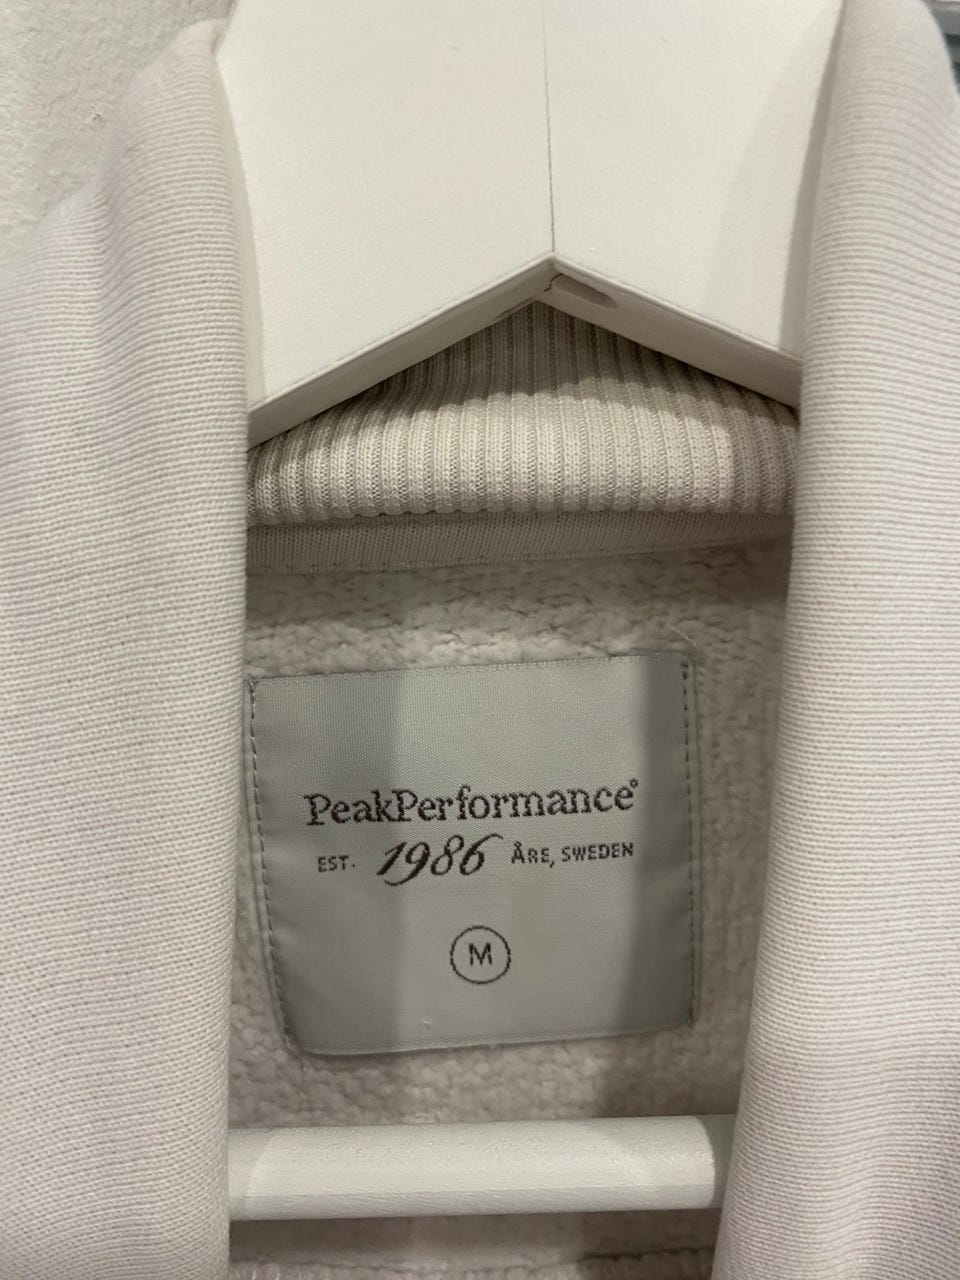 PeakPerformance®
EST. 1986 ÅRE, SWEDEN
M